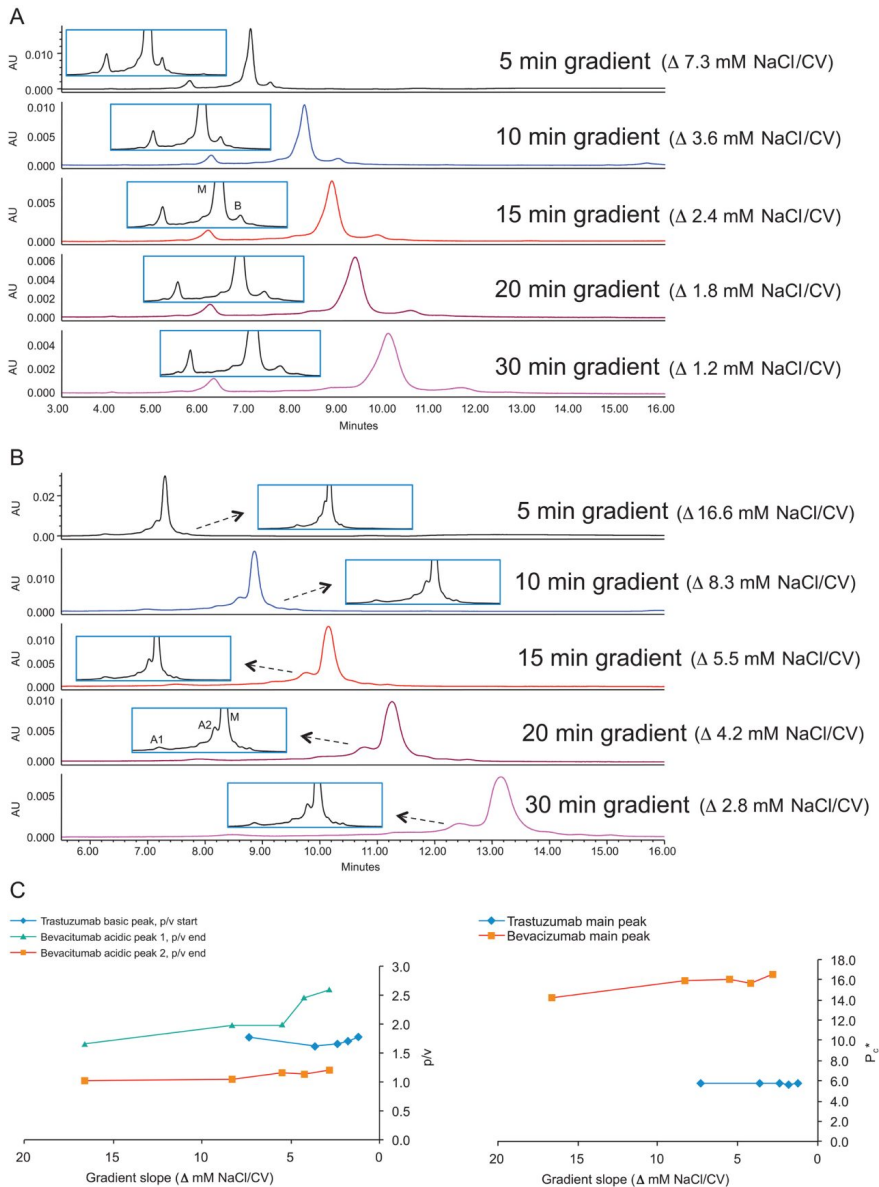 A
AU
0.010
0.000
5 min gradient (Δ 7.3 mM NaCl/CV)
AU
0.010
0.005
0.000
10 min gradient (Δ 3.6 mM NaCl/CV)
AU
0.005
0.000
M
B
15 min gradient (Δ 2.4 mM NaCl/CV)
AU
0.006
0.004
0.002
0.000
20 min gradient (Δ 1.8 mM NaCl/CV)
AU
0.004
0.002
0.000
30 min gradient (Δ 1.2 mM NaCl/CV)
3.00 4.00 5.00 6.00 7.00 8.00 9.00 10.00 11.00 12.00 13.00 14.00 15.00 16.00
Minutes
B
AU
0.02
0.00
5 min gradient (Δ 16.6 mM NaCl/CV)
AU
0.010
0.000
10 min gradient (Δ 8.3 mM NaCl/CV)
AU
0.010
0.005
0.000
15 min gradient (Δ 5.5 mM NaCl/CV)
AU
0.010
0.005
0.000
A1
A2
M
20 min gradient (Δ 4.2 mM NaCl/CV)
AU
0.005
0.000
30 min gradient (Δ 2.8 mM NaCl/CV)
6.00 7.00 8.00 9.00 10.00 11.00 12.00 13.00 14.00 15.00 16.00
Minutes
C
Trastuzumab basic peak, p/v start
Bevacitumab acidic peak 1, p/v end
Bevacitumab acidic peak 2, p/v end
3.0
2.5
2.0
1.5
1.0
0.5
0.0
p/v
20 15 10 5 0
Gradient slope (Δ mM NaCl/CV)
Trastuzumab main peak
Bevacizumab main peak
18.0
16.0
14.0
12.0
10.0
8.0
6.0
4.0
2.0
0.0
Pc*
20 15 10 5 0
Gradient slope (Δ mM NaCl/CV)